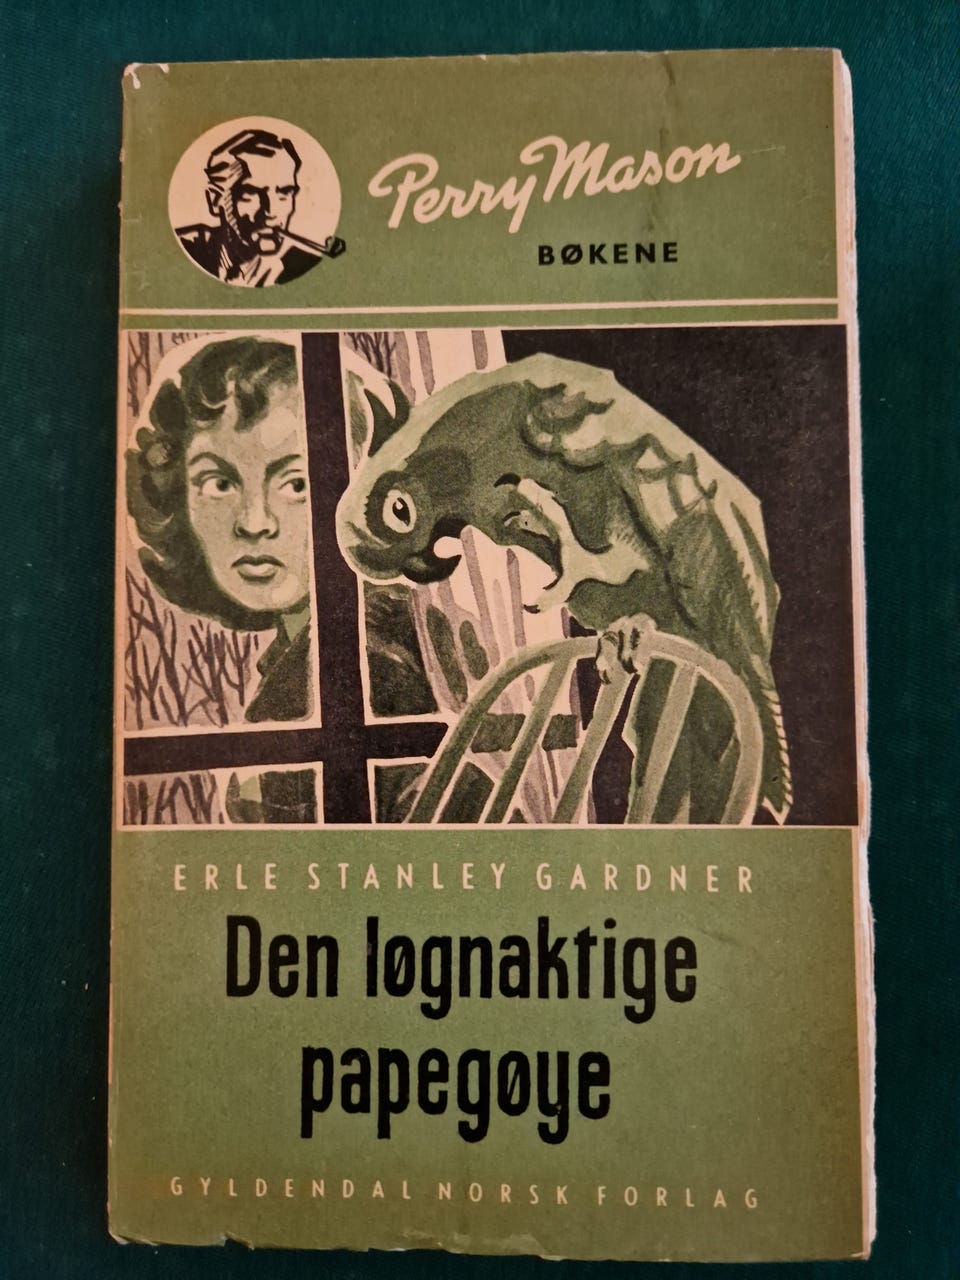 Perry Mason
BØKENE
ERLE STANLEY GARDNER
Den løgnaktige
papegøye
GYLDENDAL NORSK FORLAG